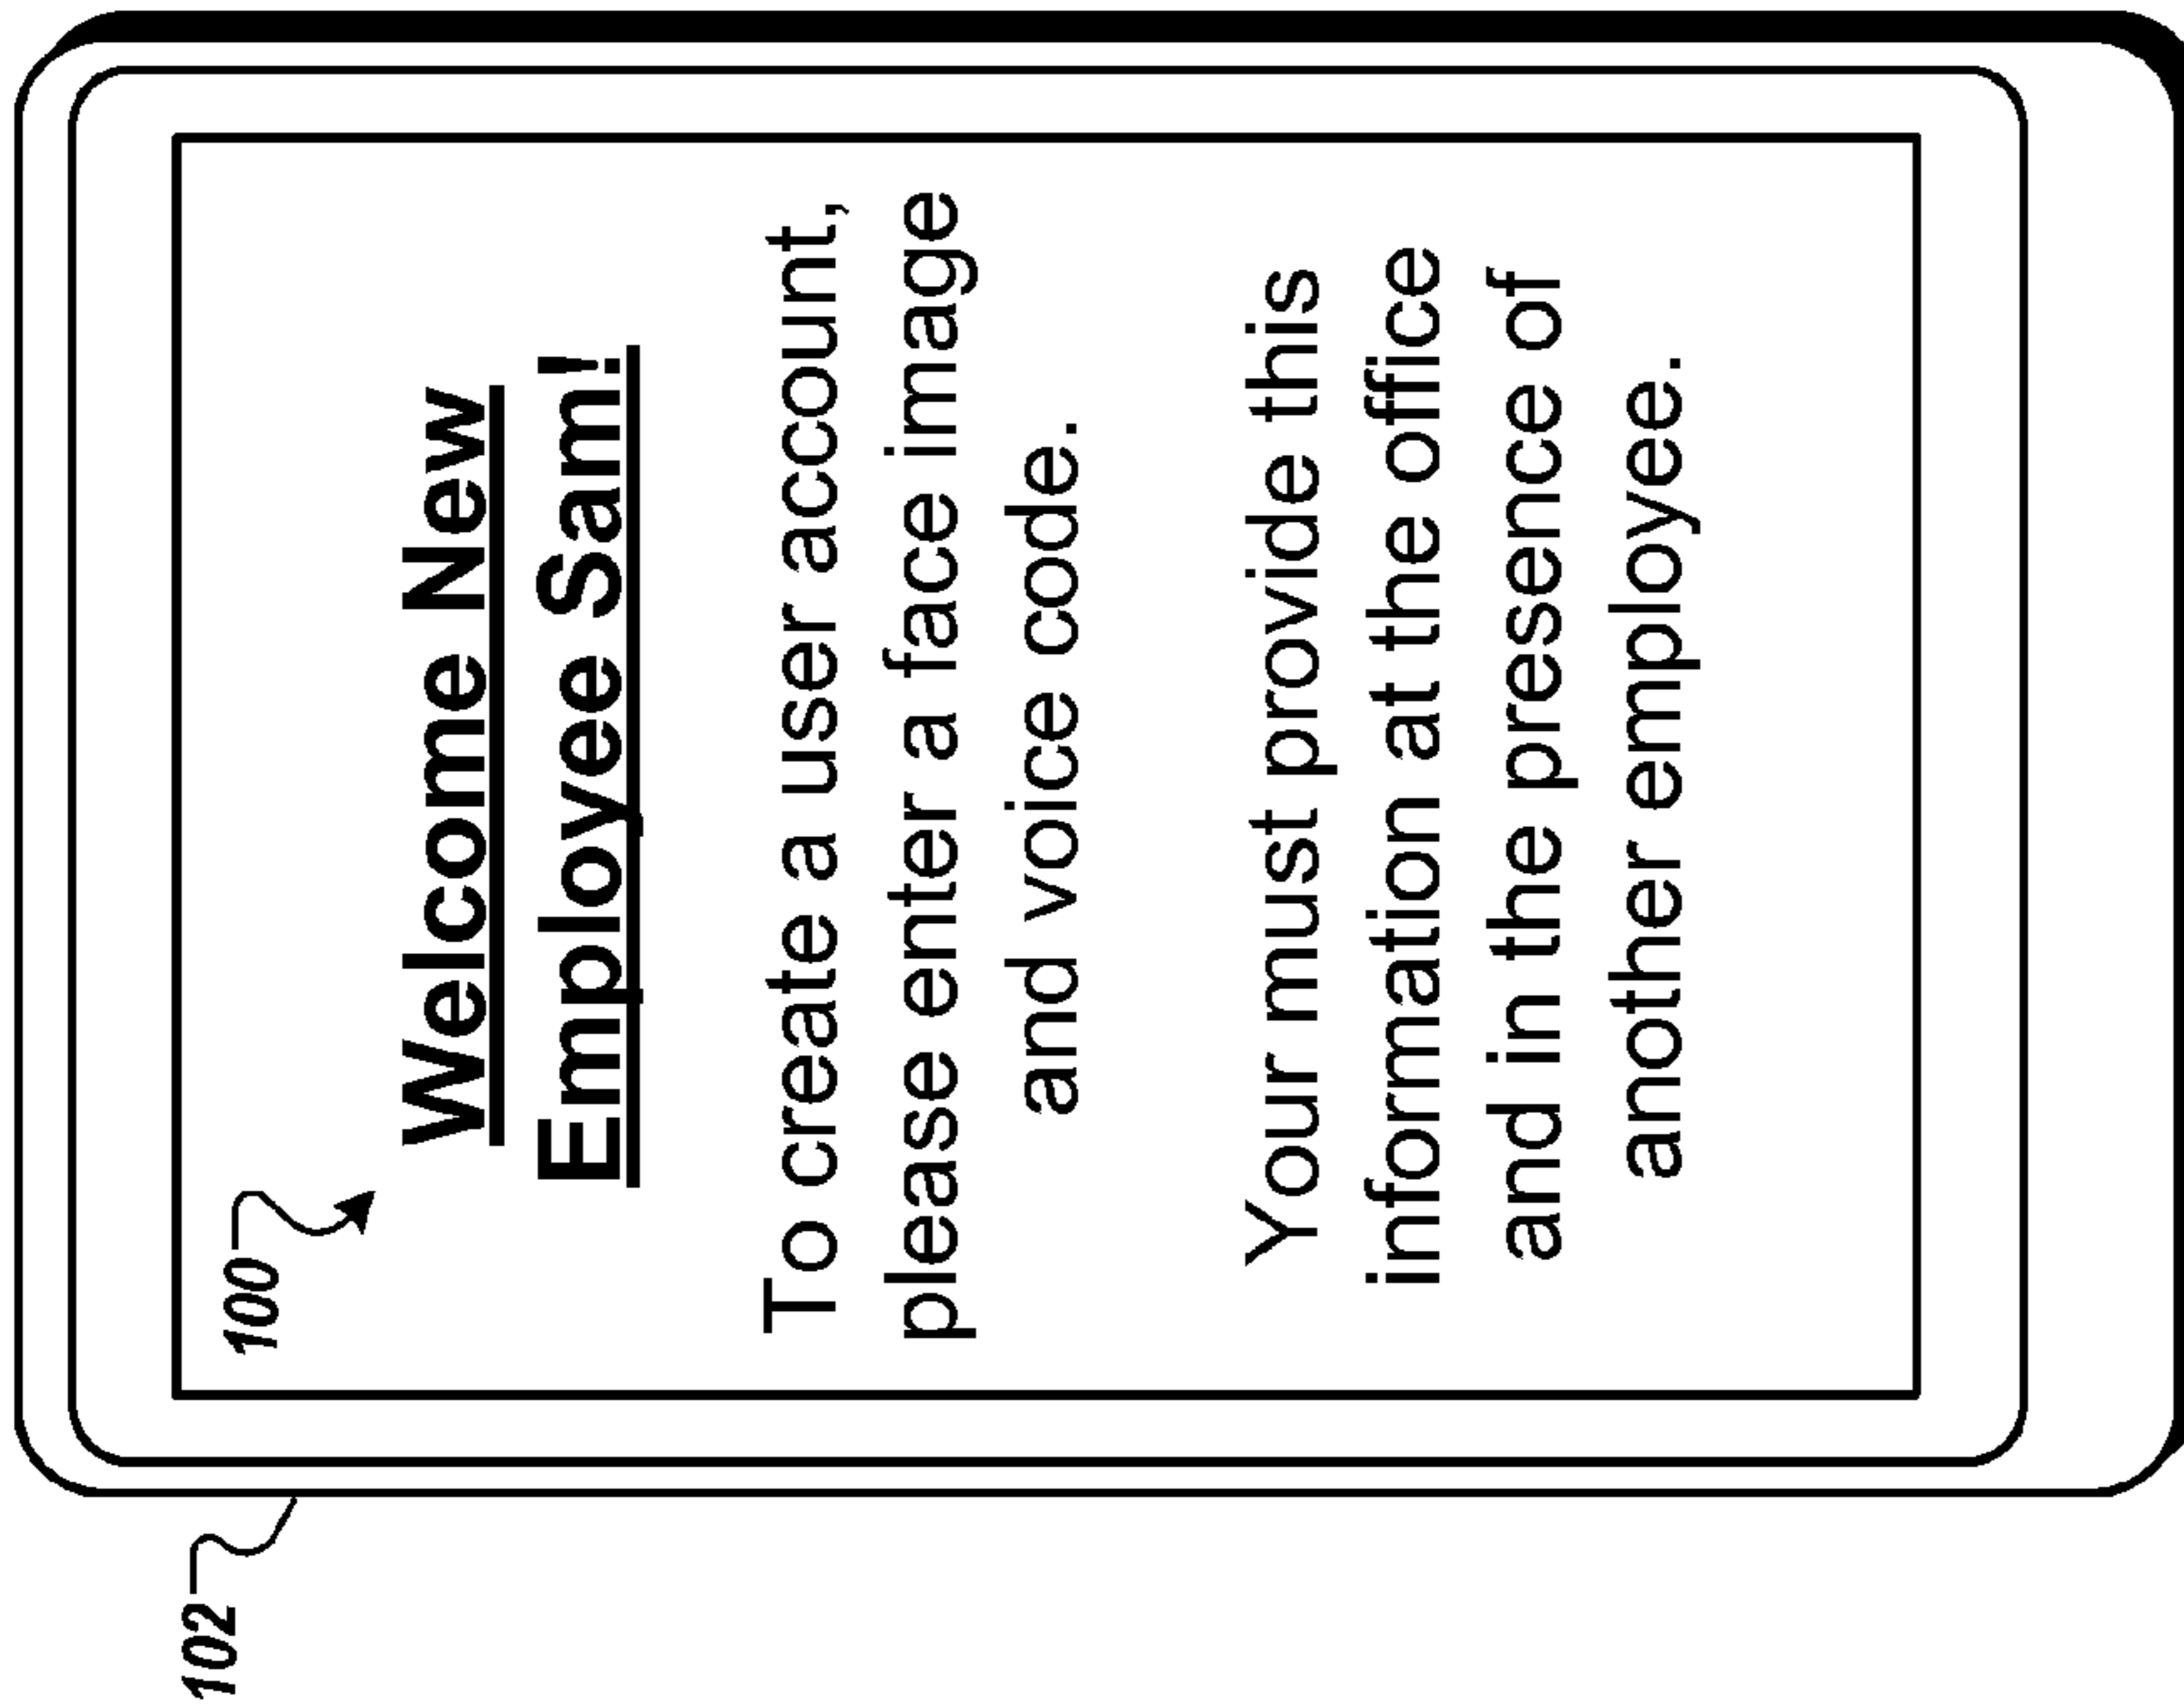 102
100
Welcome New
Employee Sam!
To create a user account,
please enter a face image
and voice code.
Your must provide this
information at the office
and in the presence of
another employee.